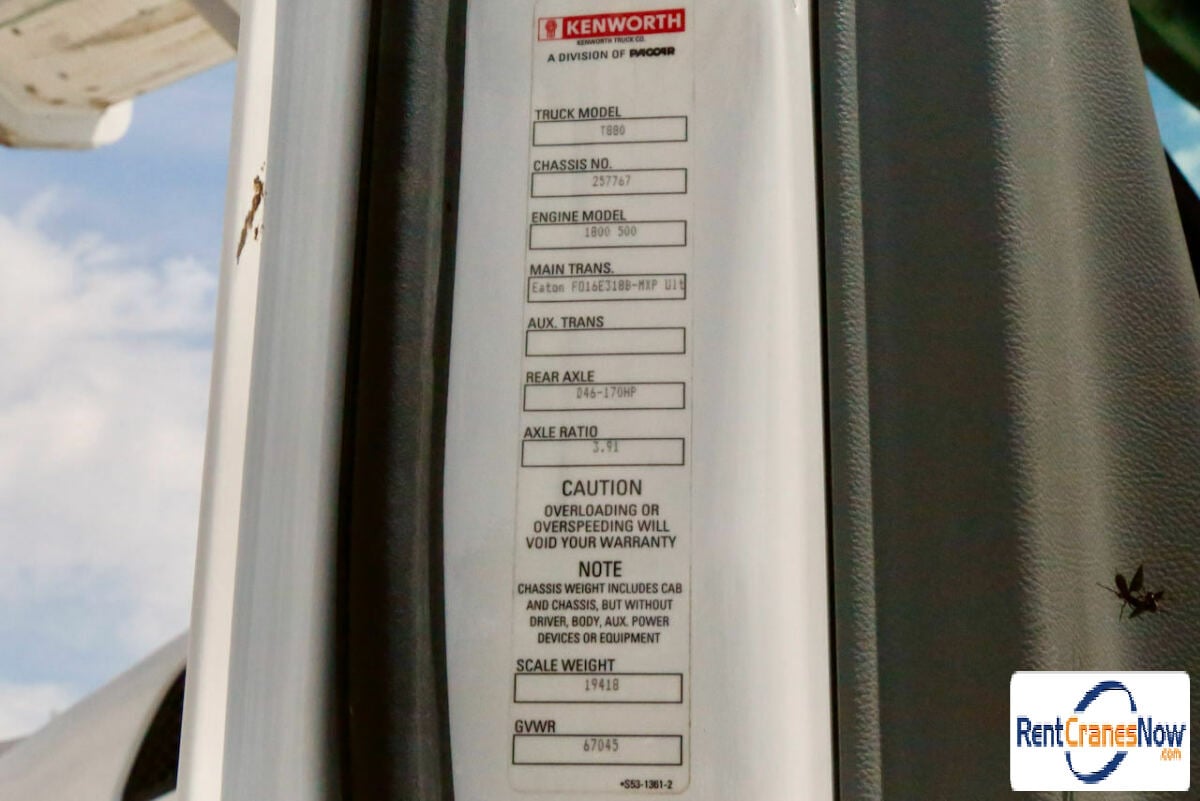 KENWORTH
KENWORTH TRUCK CO.
A DIVISION OF PACCAR
TRUCK MODEL
T880
CHASSIS NO.
257767
ENGINE MODEL
1800 500
MAIN TRANS.
Eaton FO16E318B-MXP Ult
AUX. TRANS
REAR AXLE
D46-170HP
AXLE RATIO
3.91
CAUTION
OVERLOADING OR
OVERSPEEDING WILL
VOID YOUR WARRANTY
NOTE
CHASSIS WEIGHT INCLUDES CAB
AND CHASSIS, BUT WITHOUT
DRIVER, BODY, AUX. POWER
DEVICES OR EQUIPMENT
SCALE WEIGHT
19418
GVWR
67045
•S53-1361-2
RentCranesNow
.com